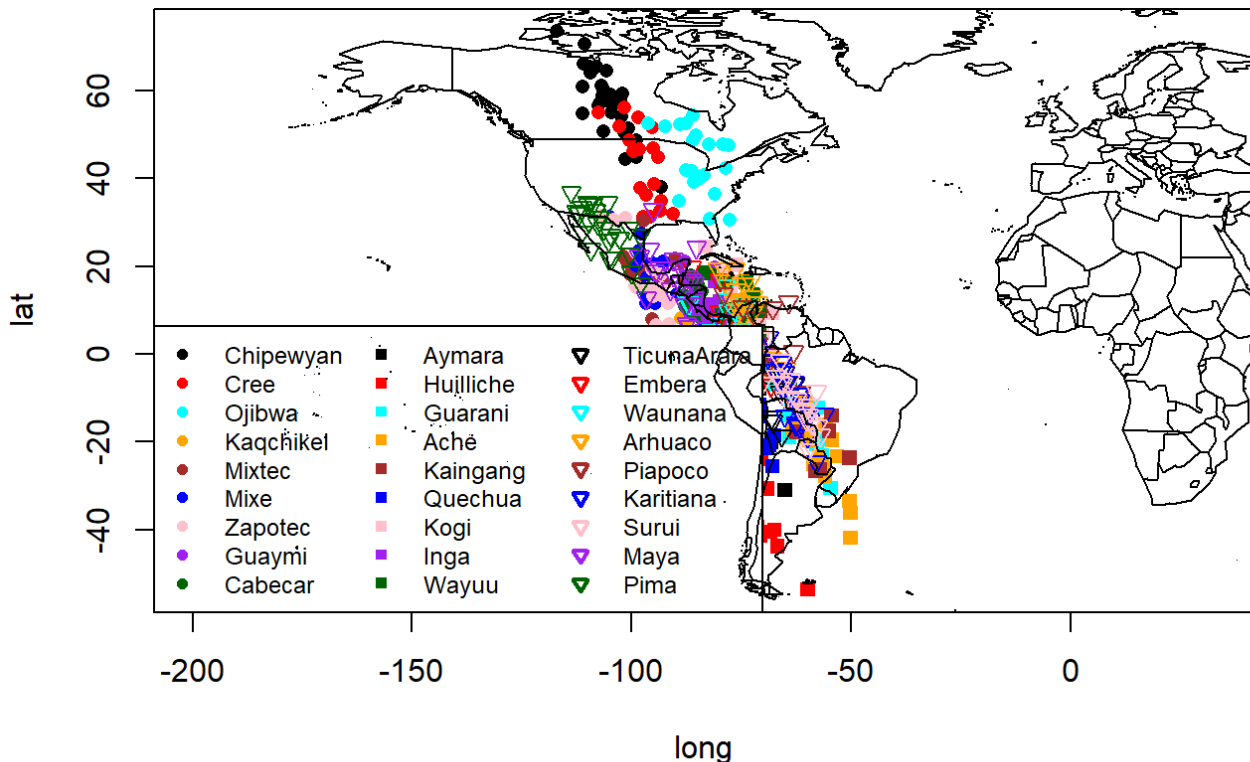 lat
60
40
20
0
-20
-40
Chipewyan Aymara TicunaArara
Cree Huilliche Embera
Ojibwa Guarani Waunana
Kaqchikel Aché Arhuaco
Mixtec Kaingang Piapoco
Mixe Quechua Karitiana
Zapotec Kogi Surui
Guaymi Inga Maya
Cabecar Wayuu Pima
-200 -150 -100 -50 0
long